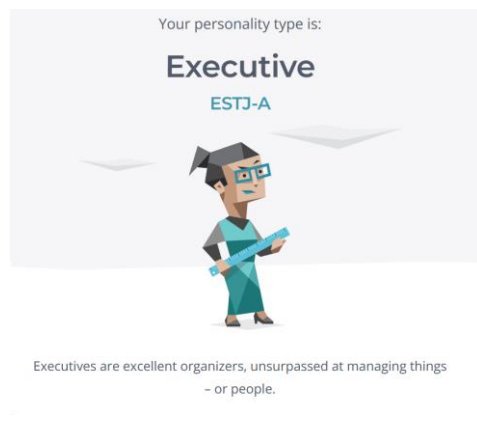 Your personality type is:
Executive
ESTJ-A
Executives are excellent organizers, unsurpassed at managing things
– or people.